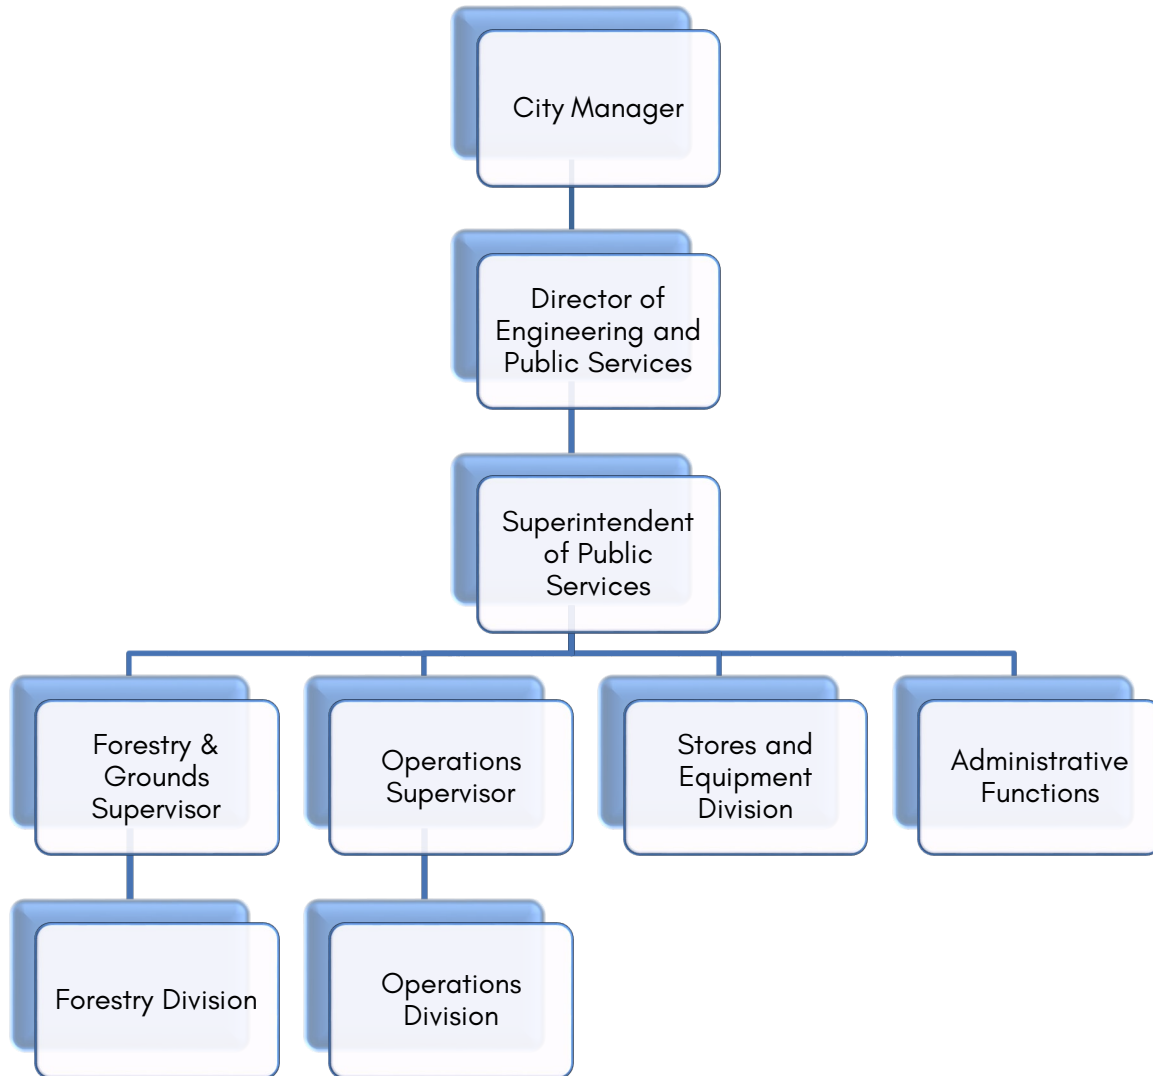 City Manager
Director of
Engineering and
Public Services
Superintendent
of Public
Services
Forestry &
Grounds
Supervisor
Operations
Supervisor
Stores and
Equipment
Division
Administrative
Functions
Forestry Division
Operations
Division